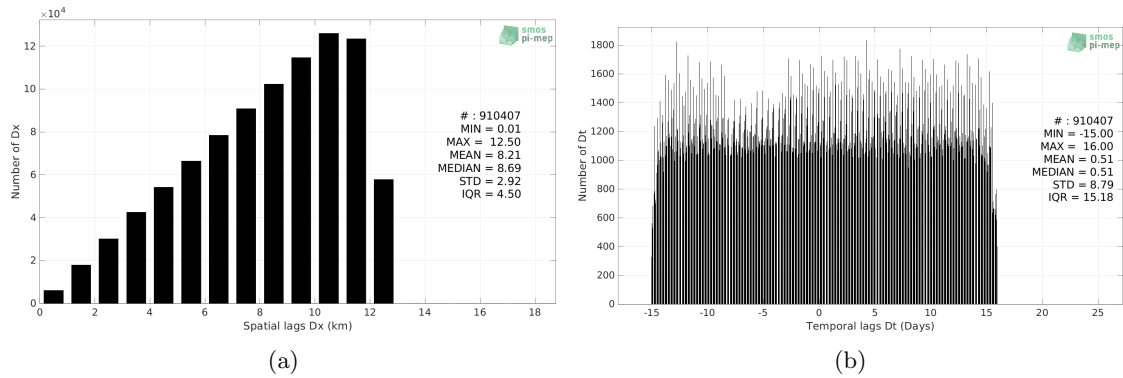 ×10⁴
12
10
8
6
4
2
0
Number of Dx
smos
pi-mep
# : 910407
MIN = 0.01
MAX = 12.50
MEAN = 8.21
MEDIAN = 8.69
STD = 2.92
IQR = 4.50
0 2 4 6 8 10 12 14 16 18
Spatial lags Dx (km)
(a)
1800
1600
1400
1200
1000
800
600
400
200
0
Number of Dt
smos
pi-mep
# : 910407
MIN = -15.00
MAX = 16.00
MEAN = 0.51
MEDIAN = 0.51
STD = 8.79
IQR = 15.18
-15 -10 -5 0 5 10 15 20 25
Temporal lags Dt (Days)
(b)